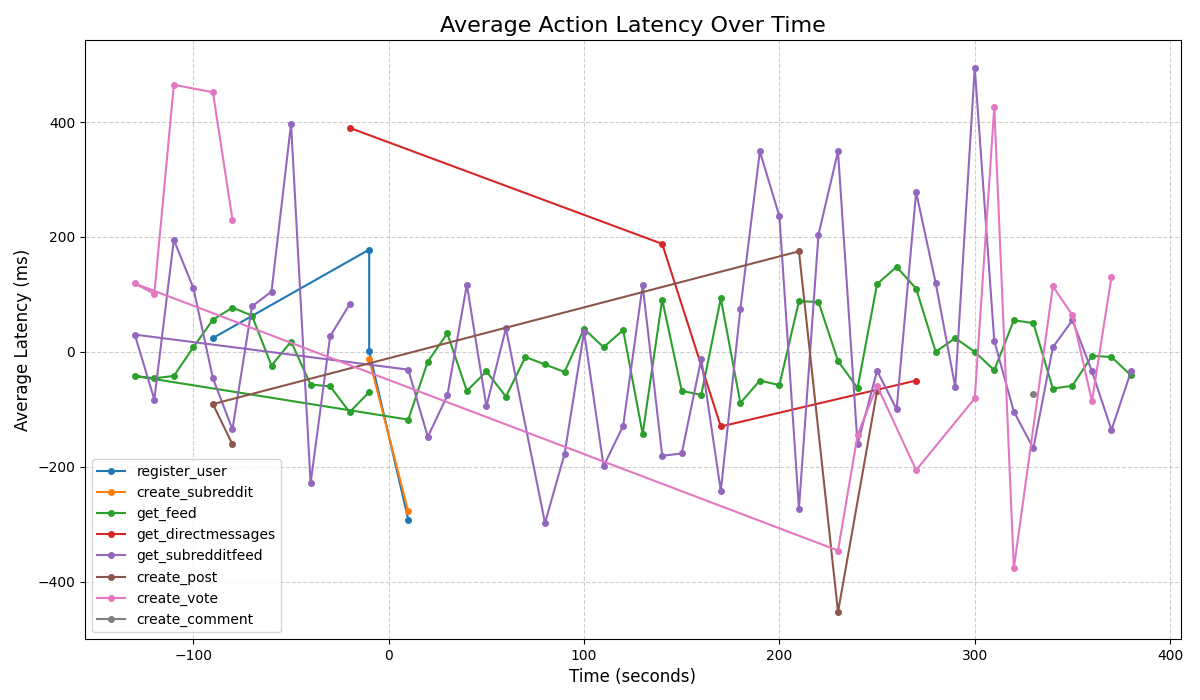 Average Action Latency Over Time
Average Latency (ms)
400
200
0
−200
−400
register_user
create_subreddit
get_feed
get_directmessages
get_subredditfeed
create_post
create_vote
create_comment
−100 0 100 200 300 400
Time (seconds)